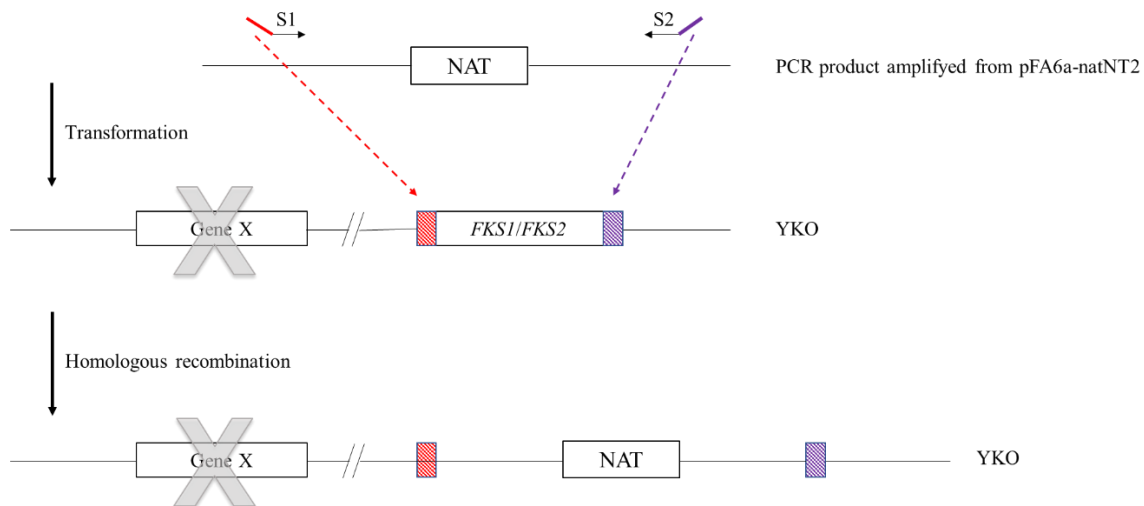 S1
S2
NAT
PCR product amplifyed from pFA6a-natNT2
Transformation
Gene X
FKS1/FKS2
YKO
Homologous recombination
Gene X
NAT
YKO